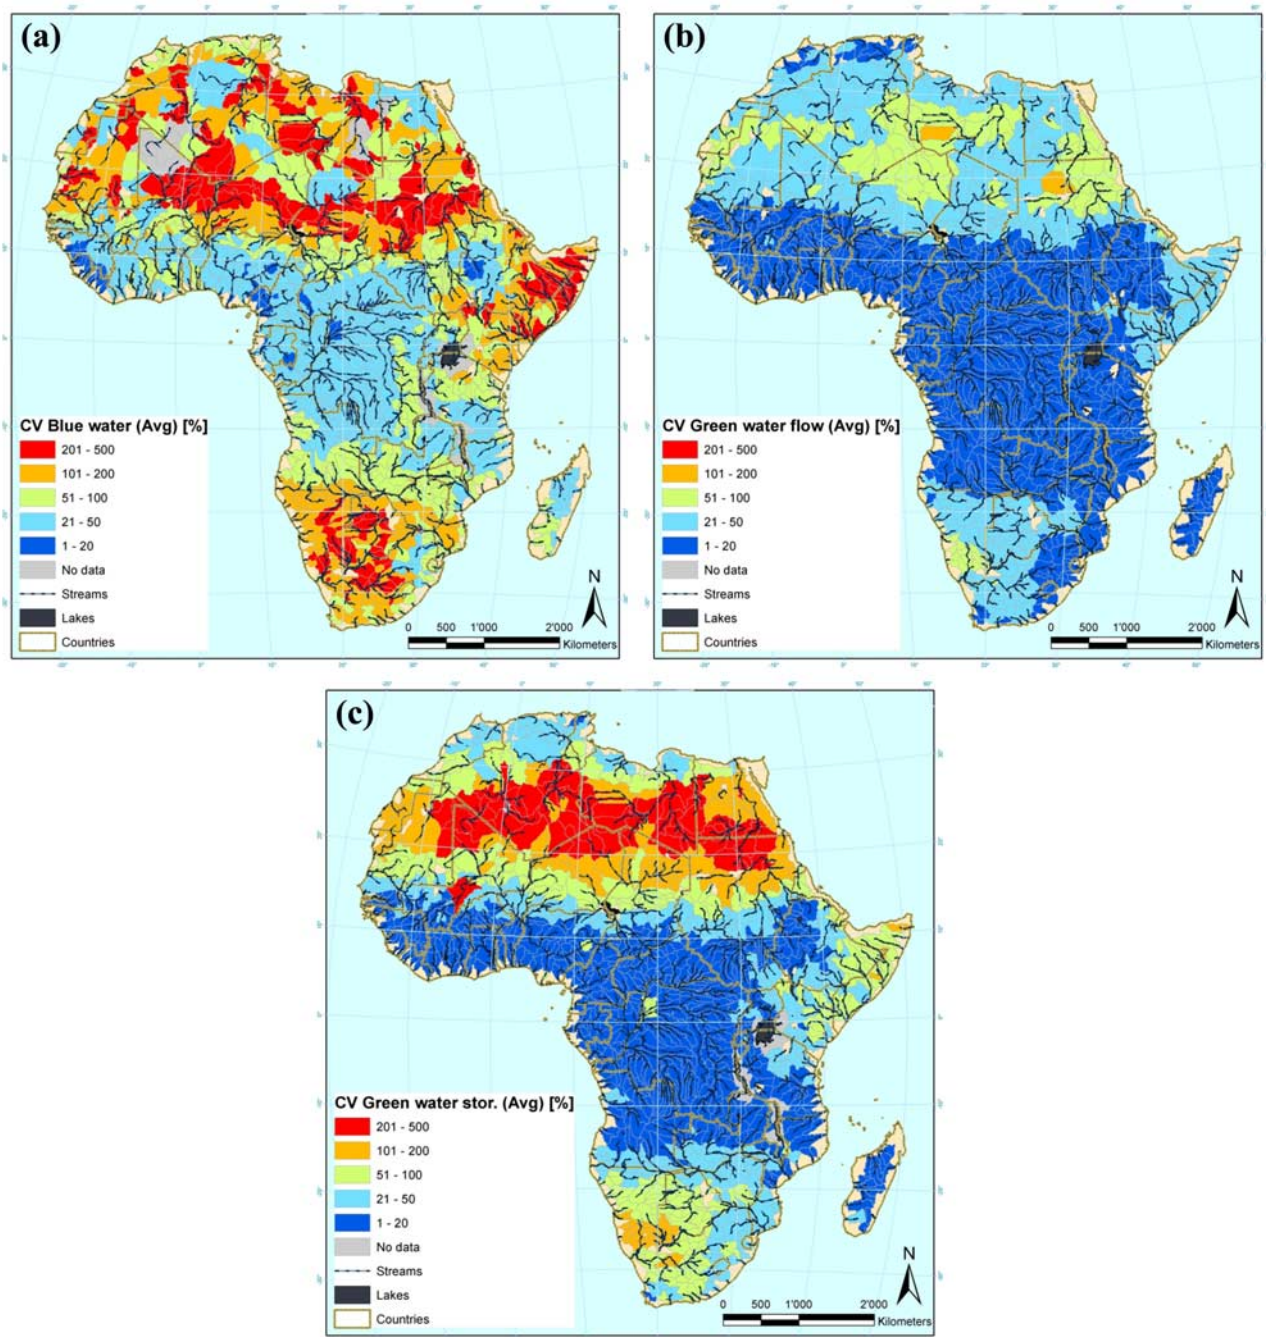 (a)
CV Blue water (Avg) [%]
201 - 500
101 - 200
51 - 100
21 - 50
1 - 20
No data
Streams
Lakes
Countries
N
0 500 1'000 2'000
Kilometers
(b)
CV Green water flow (Avg) [%]
201 - 500
101 - 200
51 - 100
21 - 50
1 - 20
No data
Streams
Lakes
Countries
N
0 500 1'000 2'000
Kilometers
(c)
CV Green water stor. (Avg) [%]
201 - 500
101 - 200
51 - 100
21 - 50
1 - 20
No data
Streams
Lakes
Countries
N
0 500 1'000 2'000
Kilometers